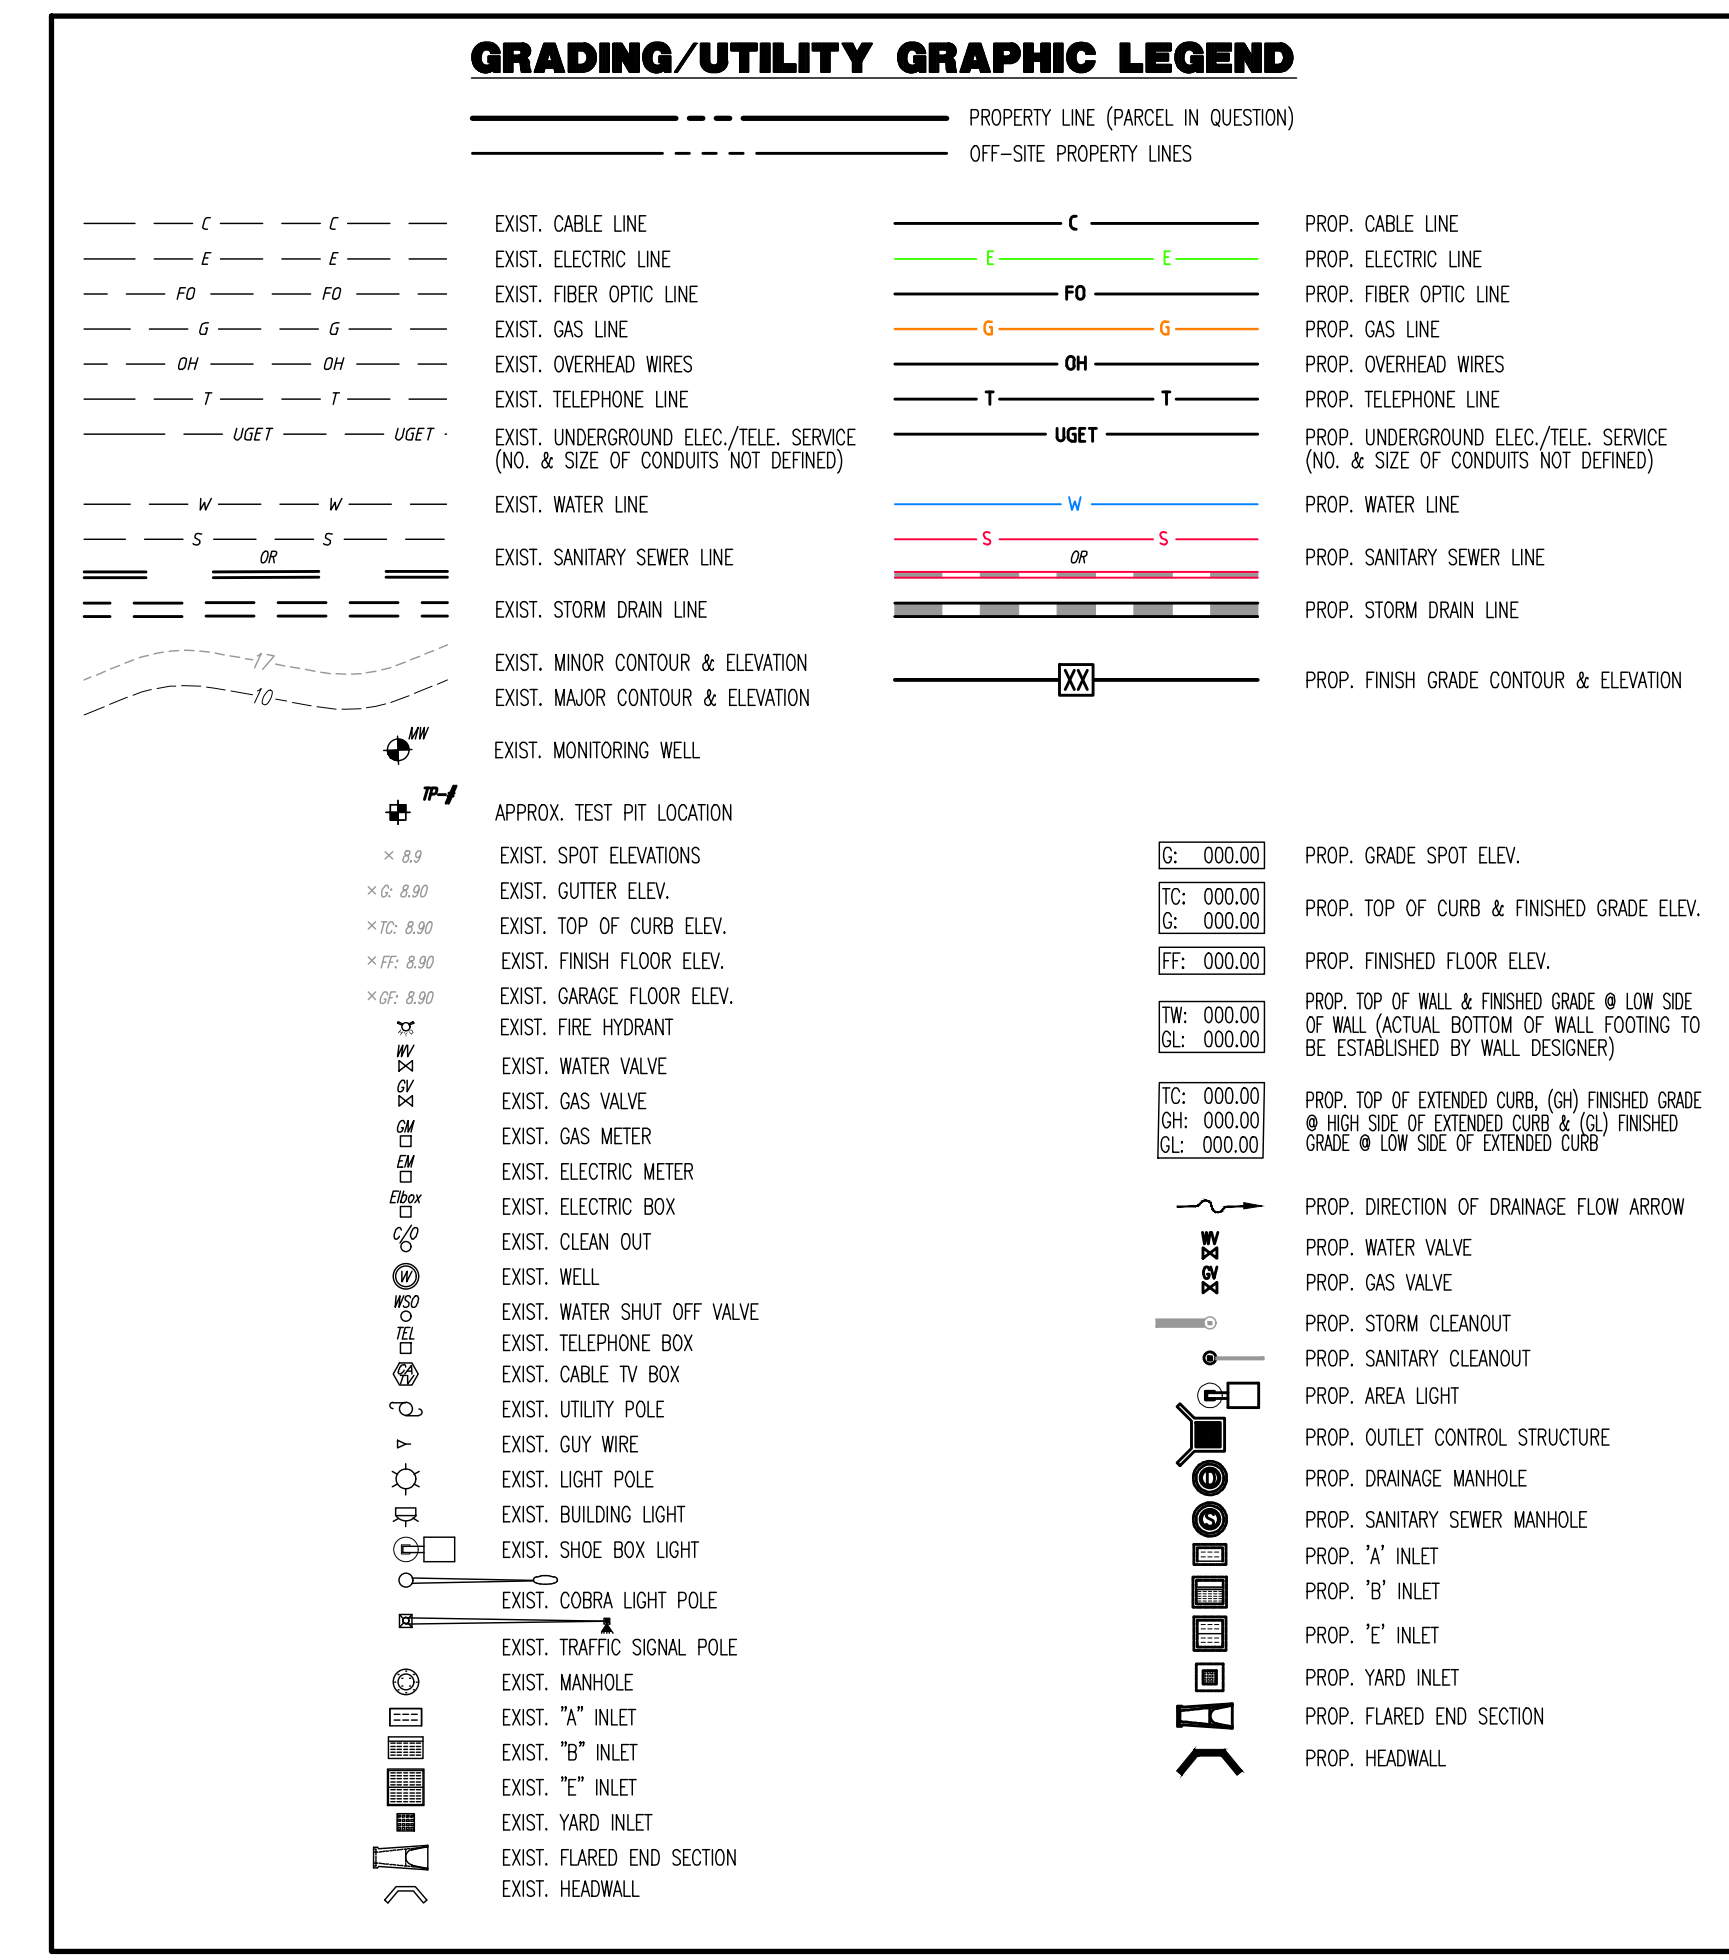 GRADING/UTILITY GRAPHIC LEGEND
PROPERTY LINE (PARCEL IN QUESTION)
OFF-SITE PROPERTY LINES
C C EXIST. CABLE LINE
E E EXIST. ELECTRIC LINE
FO FO EXIST. FIBER OPTIC LINE
G G EXIST. GAS LINE
OH OH EXIST. OVERHEAD WIRES
T T EXIST. TELEPHONE LINE
UGET UGET EXIST. UNDERGROUND ELEC./TELE. SERVICE
(NO. & SIZE OF CONDUITS NOT DEFINED)
W W EXIST. WATER LINE
S S
OR
EXIST. SANITARY SEWER LINE
EXIST. STORM DRAIN LINE
17 EXIST. MINOR CONTOUR & ELEVATION
10 EXIST. MAJOR CONTOUR & ELEVATION
MW
EXIST. MONITORING WELL
TP-#
APPROX. TEST PIT LOCATION
× 8.9 EXIST. SPOT ELEVATIONS
× G: 8.90 EXIST. GUTTER ELEV.
× TC: 8.90 EXIST. TOP OF CURB ELEV.
× FF: 8.90 EXIST. FINISH FLOOR ELEV.
× GF: 8.90 EXIST. GARAGE FLOOR ELEV.
EXIST. FIRE HYDRANT
WV
EXIST. WATER VALVE
GV
EXIST. GAS VALVE
GM
EXIST. GAS METER
EM
EXIST. ELECTRIC METER
Elbox
EXIST. ELECTRIC BOX
C/O
EXIST. CLEAN OUT
W EXIST. WELL
WSO
EXIST. WATER SHUT OFF VALVE
TEL
EXIST. TELEPHONE BOX
CA
TV
EXIST. CABLE TV BOX
EXIST. UTILITY POLE
EXIST. GUY WIRE
EXIST. LIGHT POLE
EXIST. BUILDING LIGHT
EXIST. SHOE BOX LIGHT
EXIST. COBRA LIGHT POLE
EXIST. TRAFFIC SIGNAL POLE
EXIST. MANHOLE
EXIST. "A" INLET
EXIST. "B" INLET
EXIST. "E" INLET
EXIST. YARD INLET
EXIST. FLARED END SECTION
EXIST. HEADWALL
C PROP. CABLE LINE
E E PROP. ELECTRIC LINE
FO PROP. FIBER OPTIC LINE
G G PROP. GAS LINE
OH PROP. OVERHEAD WIRES
T T PROP. TELEPHONE LINE
UGET PROP. UNDERGROUND ELEC./TELE. SERVICE
(NO. & SIZE OF CONDUITS NOT DEFINED)
W PROP. WATER LINE
S S
OR
PROP. SANITARY SEWER LINE
PROP. STORM DRAIN LINE
XX PROP. FINISH GRADE CONTOUR & ELEVATION
G: 000.00 PROP. GRADE SPOT ELEV.
TC: 000.00
G: 000.00
PROP. TOP OF CURB & FINISHED GRADE ELEV.
FF: 000.00 PROP. FINISHED FLOOR ELEV.
TW: 000.00
GL: 000.00
PROP. TOP OF WALL & FINISHED GRADE @ LOW SIDE
OF WALL (ACTUAL BOTTOM OF WALL FOOTING TO
BE ESTABLISHED BY WALL DESIGNER)
TC: 000.00
GH: 000.00
GL: 000.00
PROP. TOP OF EXTENDED CURB, (GH) FINISHED GRADE
@ HIGH SIDE OF EXTENDED CURB & (GL) FINISHED
GRADE @ LOW SIDE OF EXTENDED CURB
PROP. DIRECTION OF DRAINAGE FLOW ARROW
WV
PROP. WATER VALVE
GV
PROP. GAS VALVE
PROP. STORM CLEANOUT
PROP. SANITARY CLEANOUT
PROP. AREA LIGHT
PROP. OUTLET CONTROL STRUCTURE
D PROP. DRAINAGE MANHOLE
S PROP. SANITARY SEWER MANHOLE
PROP. 'A' INLET
PROP. 'B' INLET
PROP. 'E' INLET
PROP. YARD INLET
PROP. FLARED END SECTION
PROP. HEADWALL